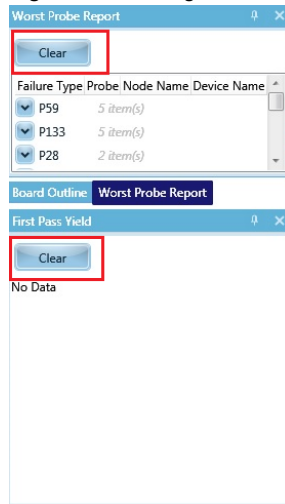 Worst Probe Report
Clear
Failure Type Probe Node Name Device Name
P59 5 item(s)
P133 5 item(s)
P28 2 item(s)
Board Outline Worst Probe Report
First Pass Yield
Clear
No Data